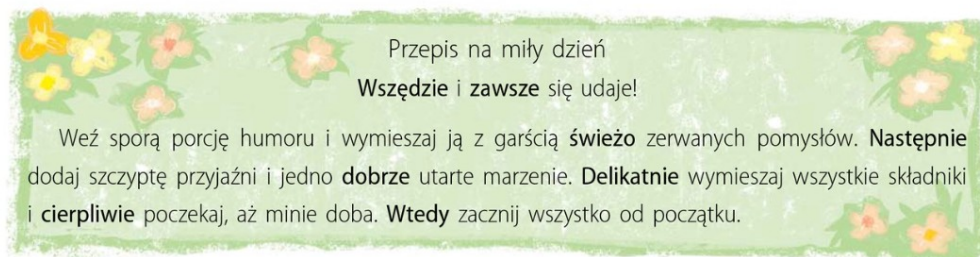 Przepis na miły dzień
Wszędzie i zawsze się udaje!
Weź sporą porcję humoru i wymieszaj ją z garścią świeżo zerwanych pomysłów. Następnie
dodaj szczyptę przyjaźni i jedno dobrze utarte marzenie. Delikatnie wymieszaj wszystkie składniki
i cierpliwie poczekaj, aż minie doba. Wtedy zacznij wszystko od początku.